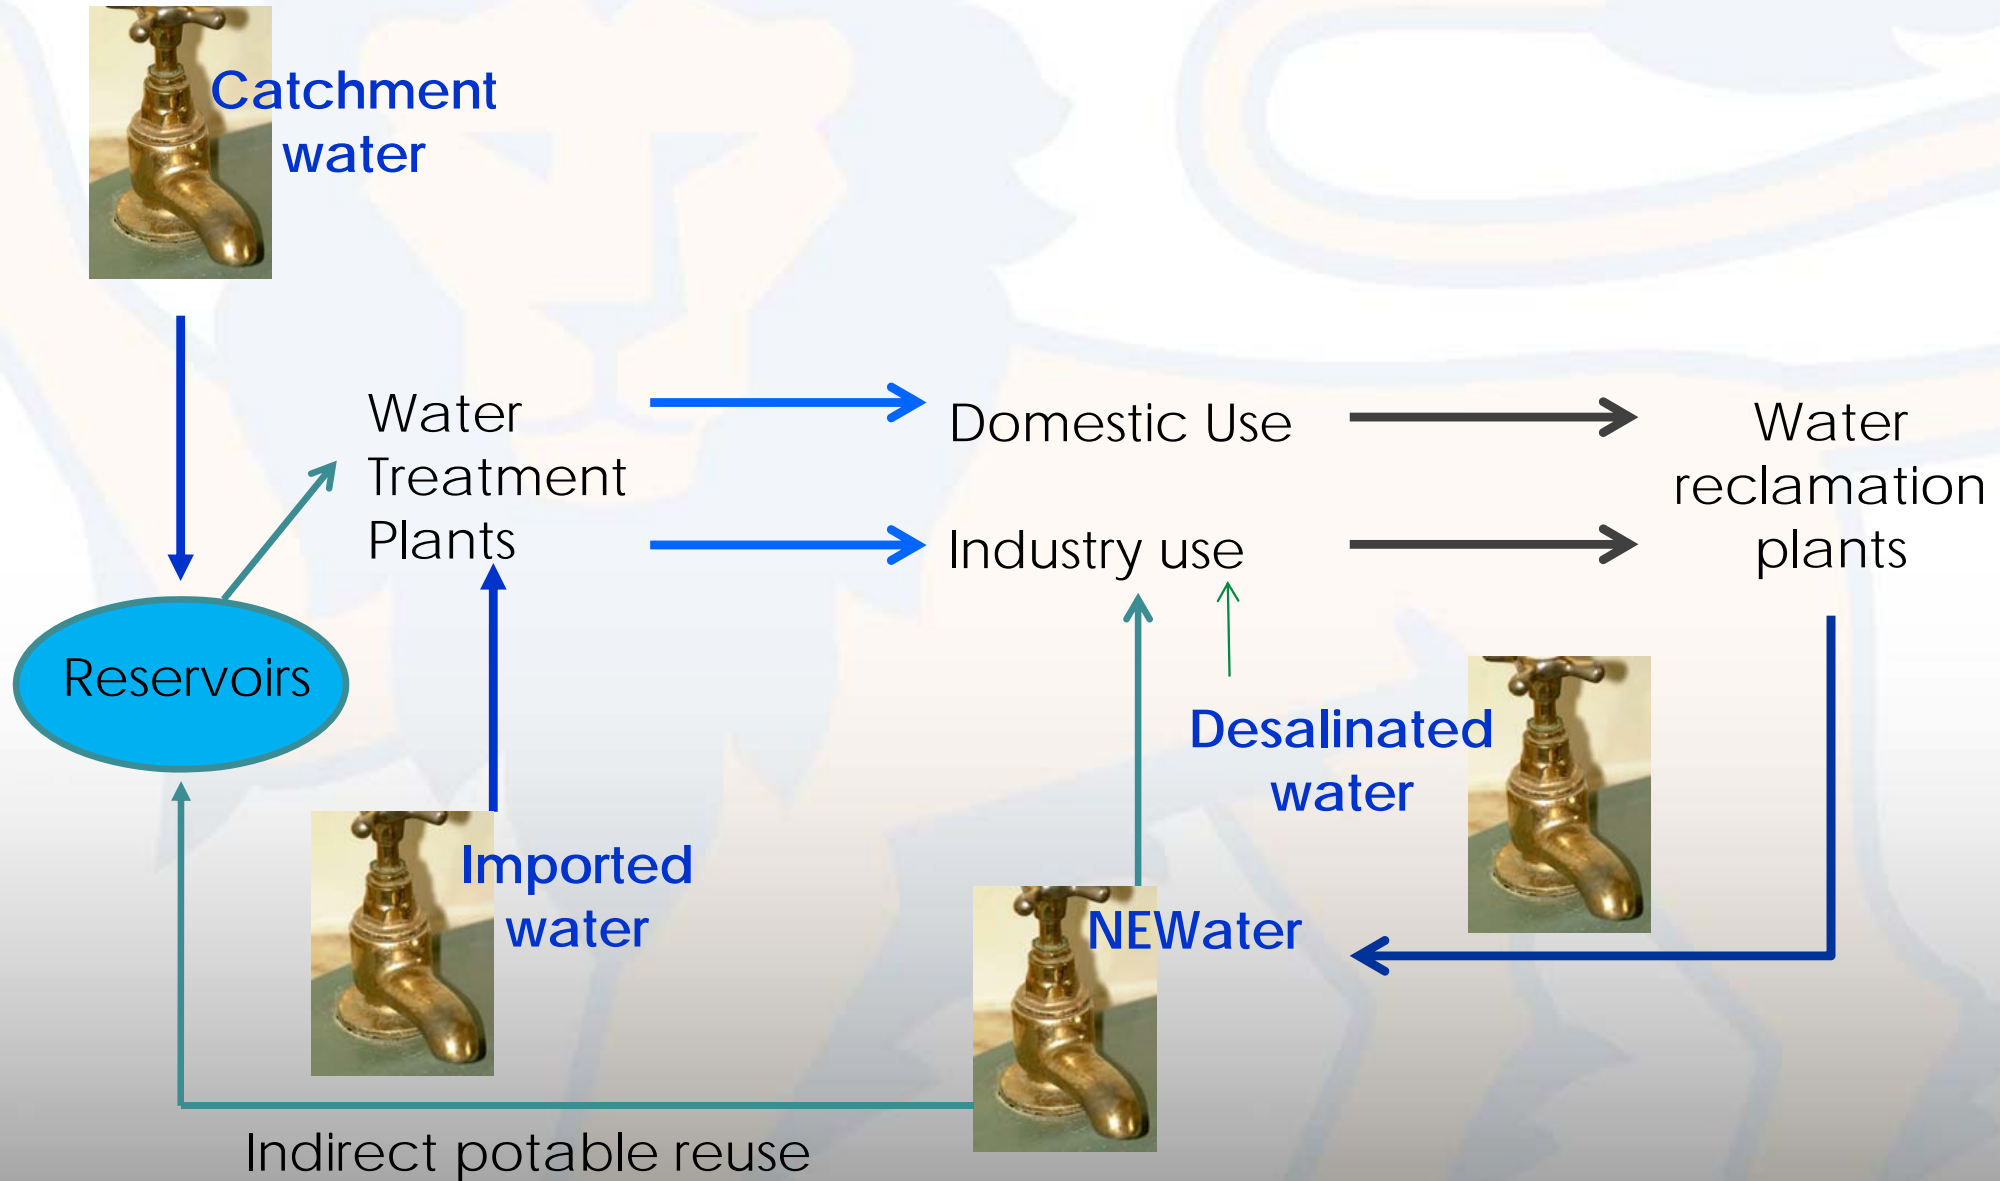 Catchment
water
Water
Treatment
Plants
Domestic Use
Industry use
Water
reclamation
plants
Reservoirs
Desalinated
water
Imported
water
NEWater
Indirect potable reuse